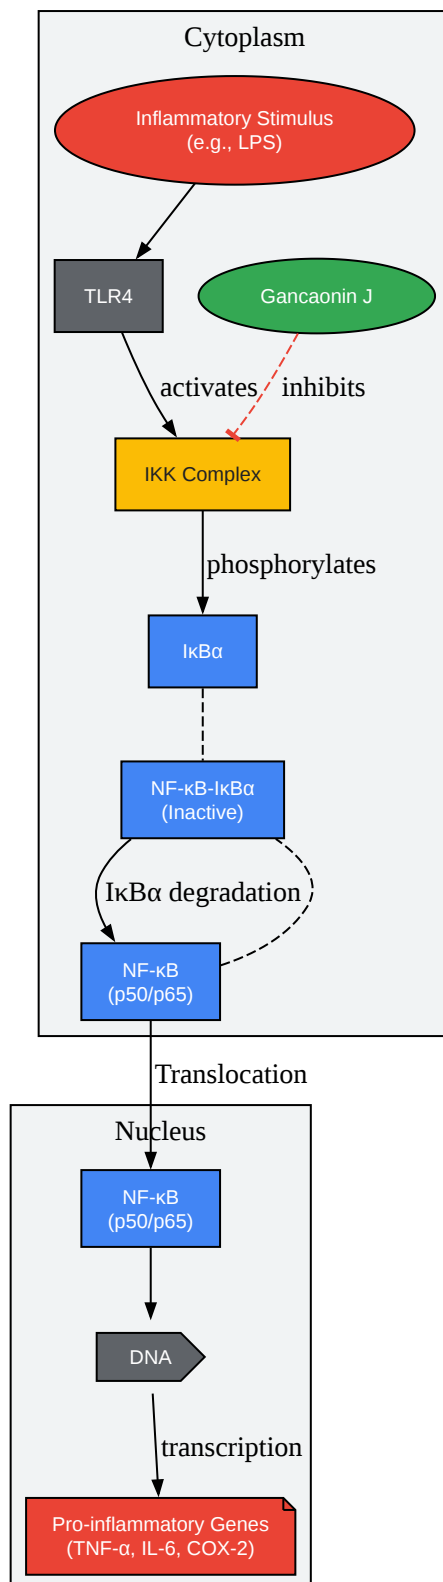 Cytoplasm
Inflammatory Stimulus
(e.g., LPS)
TLR4
Gancaonin J
activates
inhibits
IKK Complex
phosphorylates
IκBα
NF-κB-IκBα
(Inactive)
IκBα degradation
NF-κB
(p50/p65)
Translocation
Nucleus
NF-κB
(p50/p65)
DNA
transcription
Pro-inflammatory Genes
(TNF-α, IL-6, COX-2)